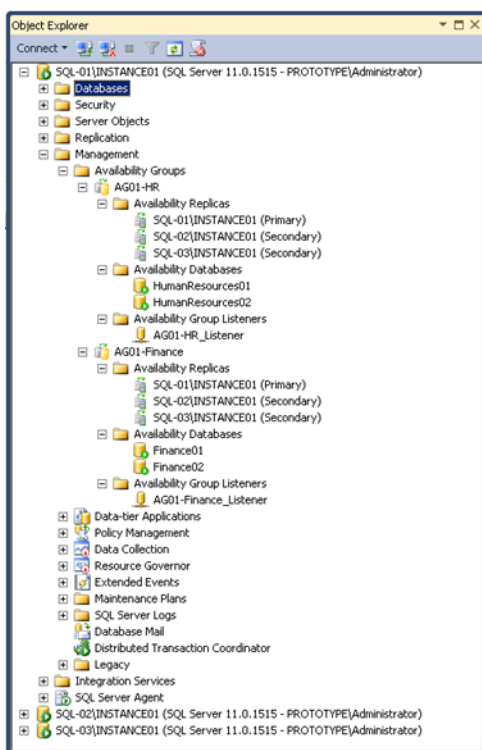 Object Explorer
Connect
SQL-01\INSTANCE01 (SQL Server 11.0.1515 - PROTOTYPE\Administrator)
Databases
Security
Server Objects
Replication
Management
Availability Groups
AG01-HR
Availability Replicas
SQL-01\INSTANCE01 (Primary)
SQL-02\INSTANCE01 (Secondary)
SQL-03\INSTANCE01 (Secondary)
Availability Databases
HumanResources01
HumanResources02
Availability Group Listeners
AG01-HR_Listener
AG01-Finance
Availability Replicas
SQL-01\INSTANCE01 (Primary)
SQL-02\INSTANCE01 (Secondary)
SQL-03\INSTANCE01 (Secondary)
Availability Databases
Finance01
Finance02
Availability Group Listeners
AG01-Finance_Listener
Data-tier Applications
Policy Management
Data Collection
Resource Governor
Extended Events
Maintenance Plans
SQL Server Logs
Database Mail
Distributed Transaction Coordinator
Legacy
Integration Services
SQL Server Agent
SQL-02\INSTANCE01 (SQL Server 11.0.1515 - PROTOTYPE\Administrator)
SQL-03\INSTANCE01 (SQL Server 11.0.1515 - PROTOTYPE\Administrator)